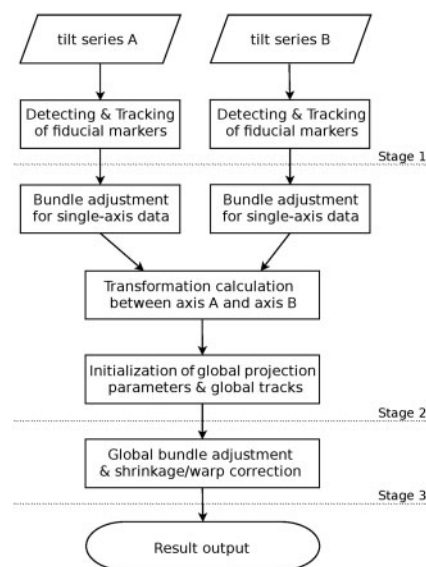 tilt series A
tilt series B
Detecting & Tracking
of fiducial markers
Detecting & Tracking
of fiducial markers
Stage 1
Bundle adjustment
for single-axis data
Bundle adjustment
for single-axis data
Transformation calculation
between axis A and axis B
Initialization of global projection
parameters & global tracks
Stage 2
Global bundle adjustment
& shrinkage/warp correction
Stage 3
Result output